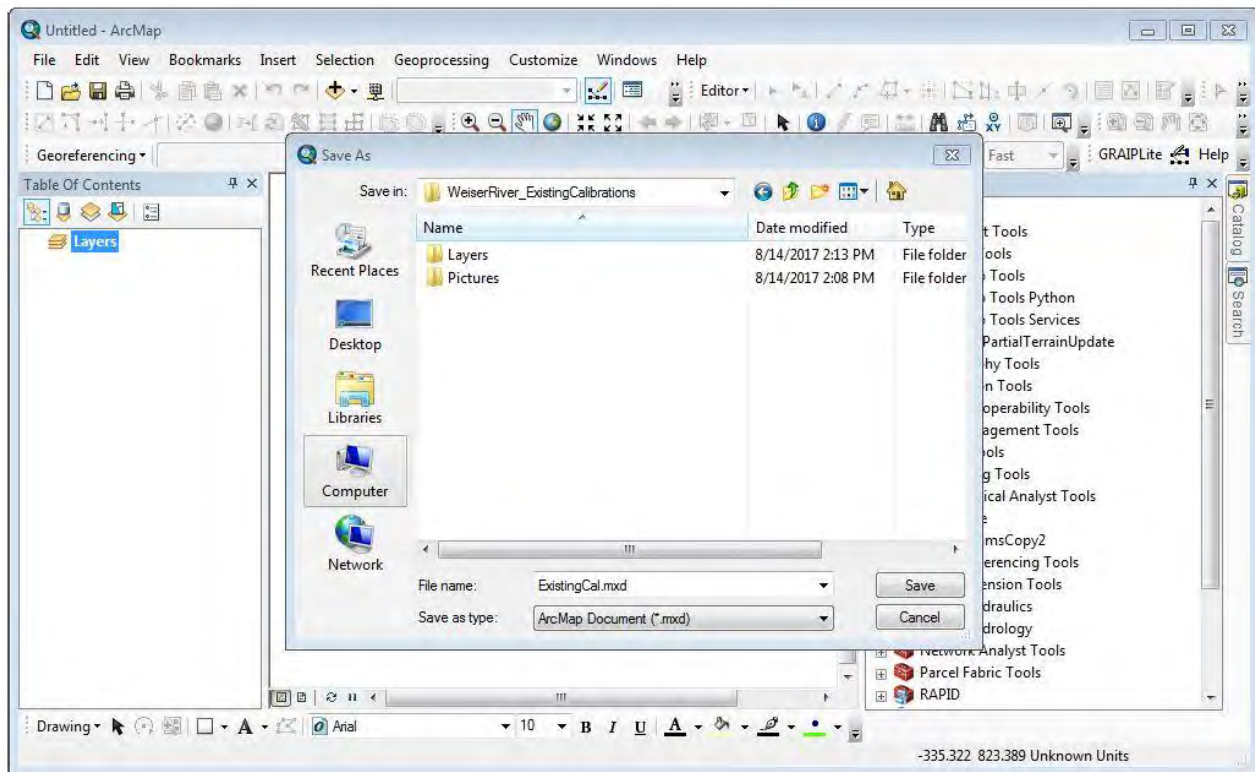 Untitled - ArcMap
File Edit View Bookmarks Insert Selection Geoprocessing Customize Windows Help
Editor
Georeferencing
Fast
GRAIPLite Help
Table Of Contents
Layers
Save As
Save in: WeiserRiver_ExistingCalibrations
Name Date modified Type
Layers 8/14/2017 2:13 PM File folder
Pictures 8/14/2017 2:08 PM File folder
Recent Places
Desktop
Libraries
Computer
Network
File name: ExistingCal.mxd Save
Save as type: ArcMap Document (*.mxd) Cancel
t Tools
ools
Tools
Tools Python
Tools Services
PartialTerrainUpdate
hy Tools
n Tools
operability Tools
agement Tools
ols
g Tools
ical Analyst Tools
e
msCopy2
erencing Tools
ension Tools
draulics
drology
Network Analyst Tools
Parcel Fabric Tools
RAPID
Catalog
Search
Drawing A Arial 10 B I U A
-335.322 823.389 Unknown Units